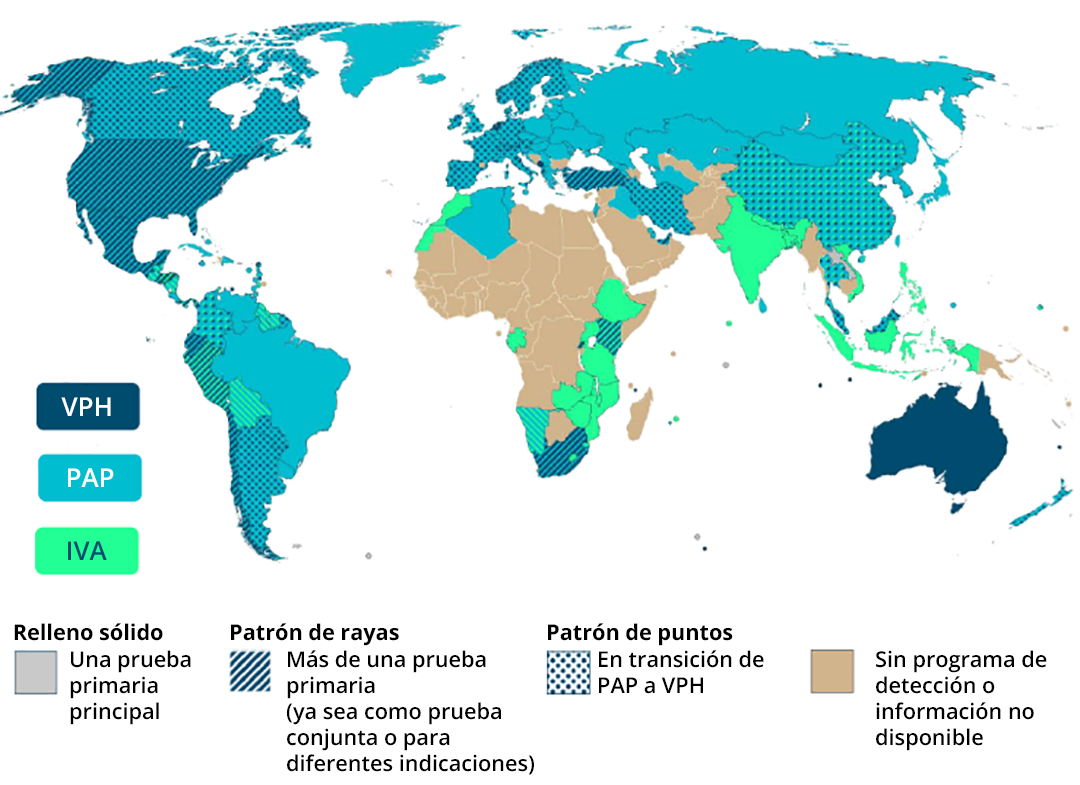 VPH
PAP
IVA
Relleno sólido
Una prueba
primaria
principal
Patrón de rayas
Más de una prueba
primaria
(ya sea como prueba
conjunta o para
diferentes indicaciones)
Patrón de puntos
En transición de
PAP a VPH
Sin programa de
detección o
información no
disponible